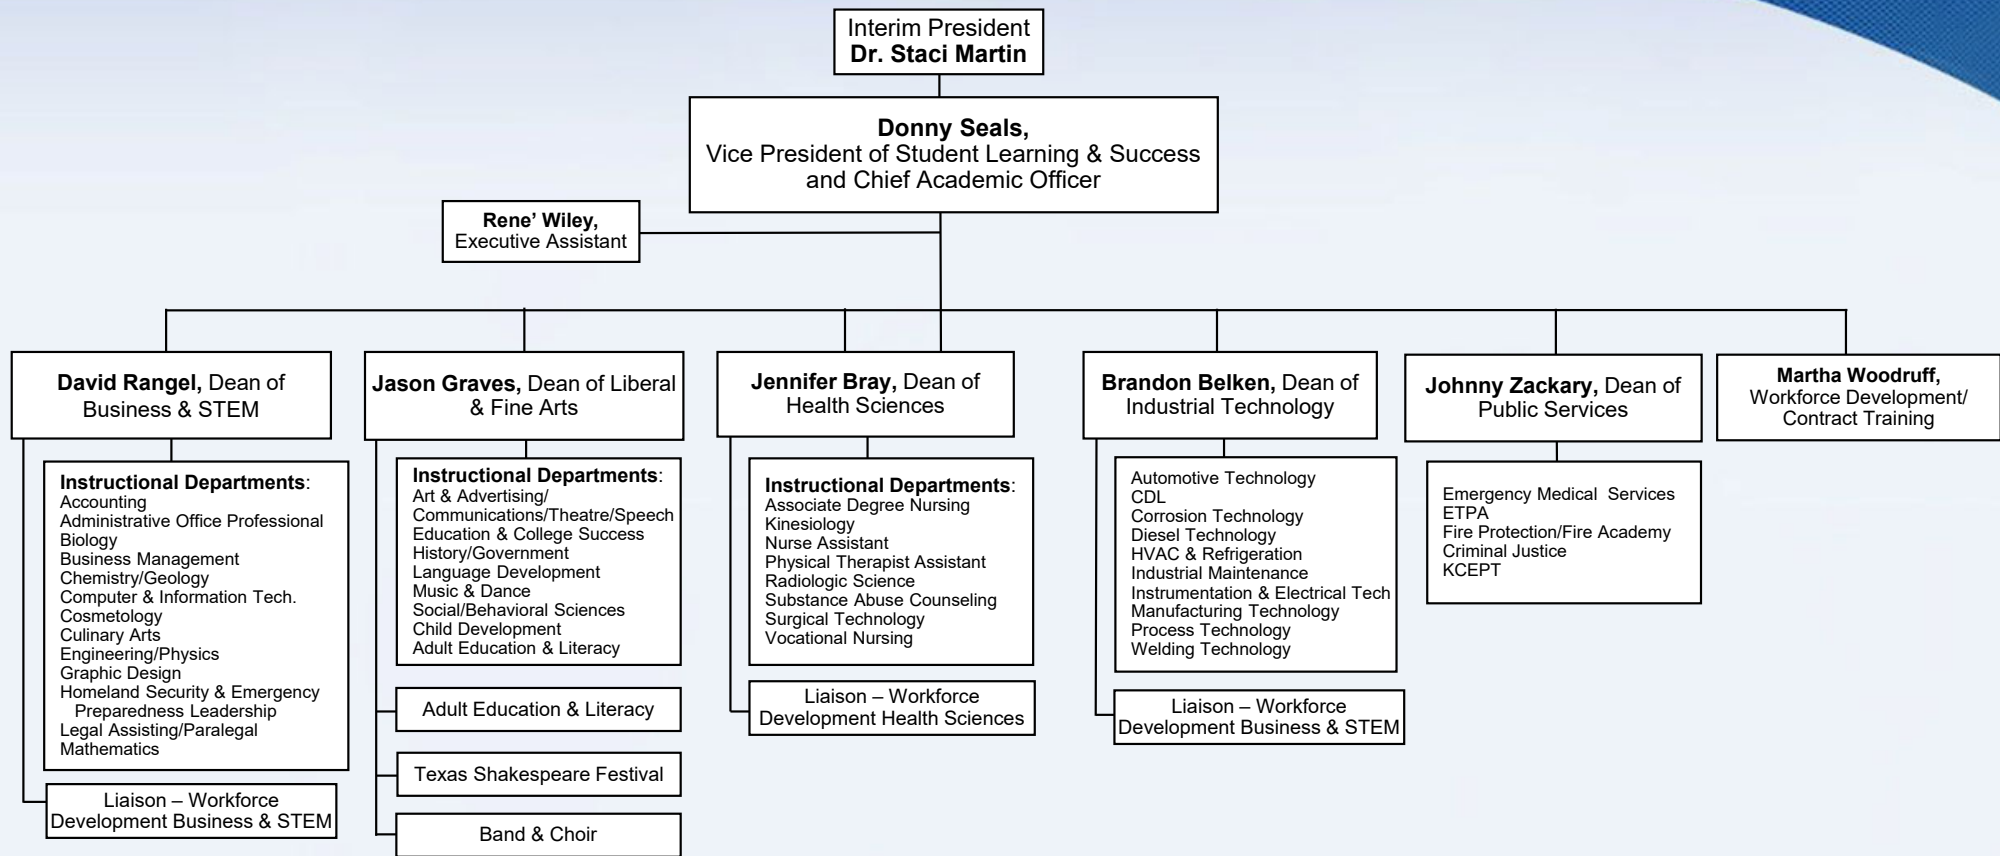 Interim President
Dr. Staci Martin
Donny Seals,
Vice President of Student Learning & Success
and Chief Academic Officer
Rene’ Wiley,
Executive Assistant
David Rangel, Dean of
Business & STEM
Instructional Departments:
Accounting
Administrative Office Professional
Biology
Business Management
Chemistry/Geology
Computer & Information Tech.
Cosmetology
Culinary Arts
Engineering/Physics
Graphic Design
Homeland Security & Emergency
Preparedness Leadership
Legal Assisting/Paralegal
Mathematics
Liaison – Workforce
Development Business & STEM
Jason Graves, Dean of Liberal
& Fine Arts
Instructional Departments:
Art & Advertising/
Communications/Theatre/Speech
Education & College Success
History/Government
Language Development
Music & Dance
Social/Behavioral Sciences
Child Development
Adult Education & Literacy
Adult Education & Literacy
Texas Shakespeare Festival
Band & Choir
Jennifer Bray, Dean of
Health Sciences
Instructional Departments:
Associate Degree Nursing
Kinesiology
Nurse Assistant
Physical Therapist Assistant
Radiologic Science
Substance Abuse Counseling
Surgical Technology
Vocational Nursing
Liaison – Workforce
Development Health Sciences
Brandon Belken, Dean of
Industrial Technology
Automotive Technology
CDL
Corrosion Technology
Diesel Technology
HVAC & Refrigeration
Industrial Maintenance
Instrumentation & Electrical Tech
Manufacturing Technology
Process Technology
Welding Technology
Liaison – Workforce
Development Business & STEM
Johnny Zackary, Dean of
Public Services
Emergency Medical  Services
ETPA
Fire Protection/Fire Academy
Criminal Justice
KCEPT
Martha Woodruff,
Workforce Development/
Contract Training